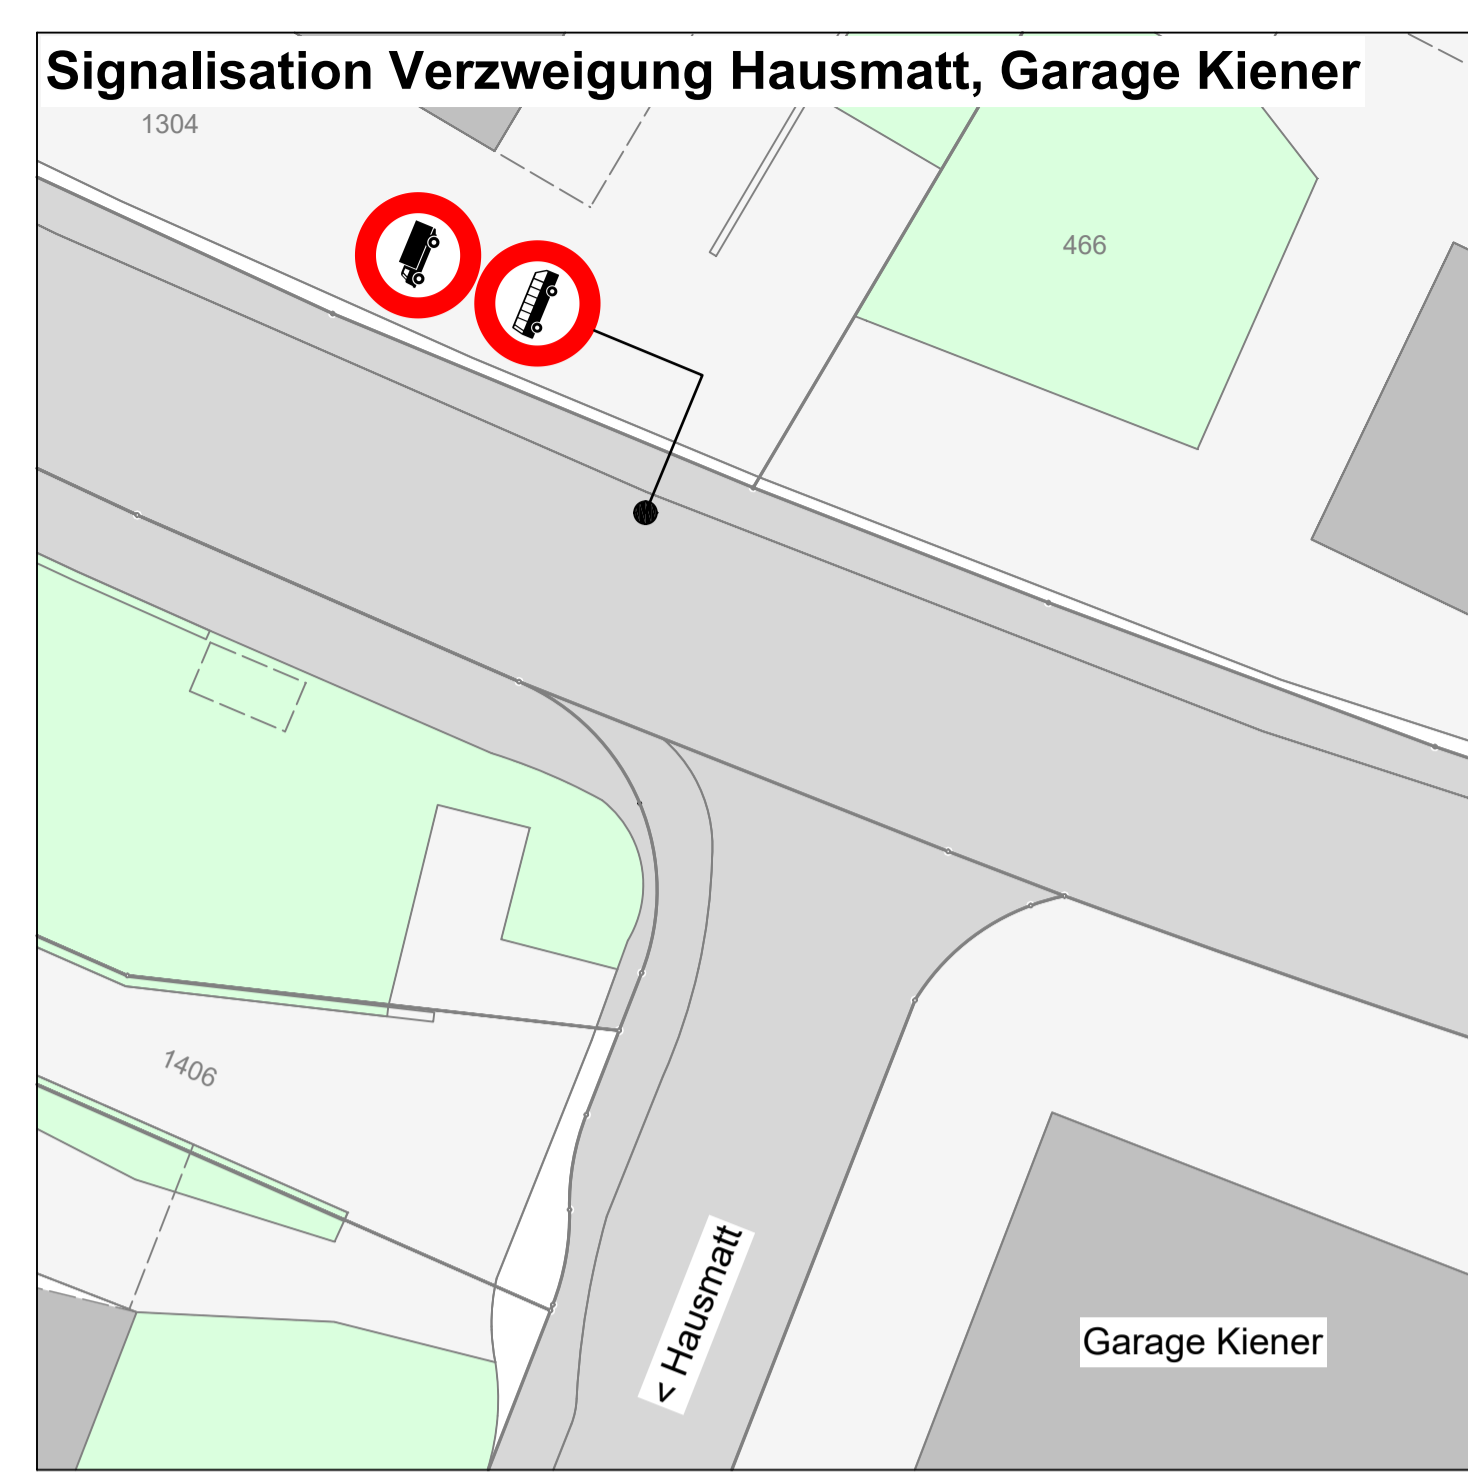 Signalisation Verzweigung Hausmatt, Garage Kiener
1304
466
1406
< Hausmatt
Garage Kiener